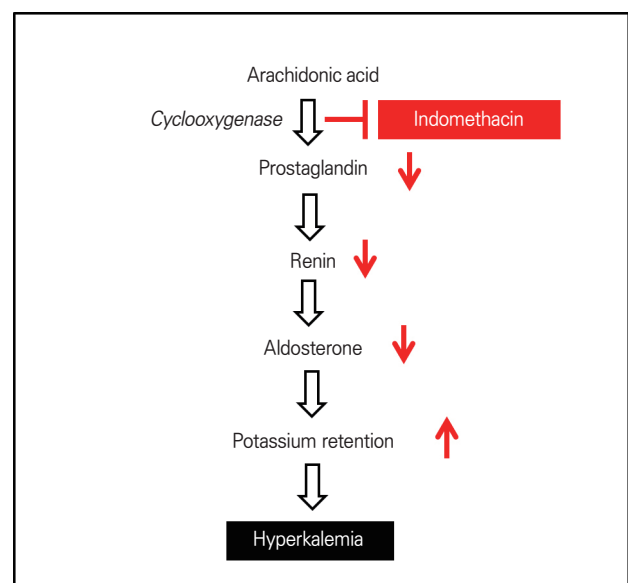 Arachidonic acid
Cyclooxygenase
Indomethacin
Prostaglandin
Renin
Aldosterone
Potassium retention
Hyperkalemia